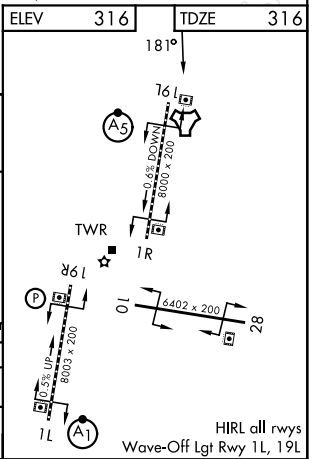 ELEV 316
TDZE 316
181°
19L
A5
0.6% DOWN
8000 x 200
TWR
1R
19R
P
10
6402 x 200
28
0.5% UP
8003 x 200
1L
A1
HIRL all rwys
Wave-Off Lgt Rwy 1L, 19L